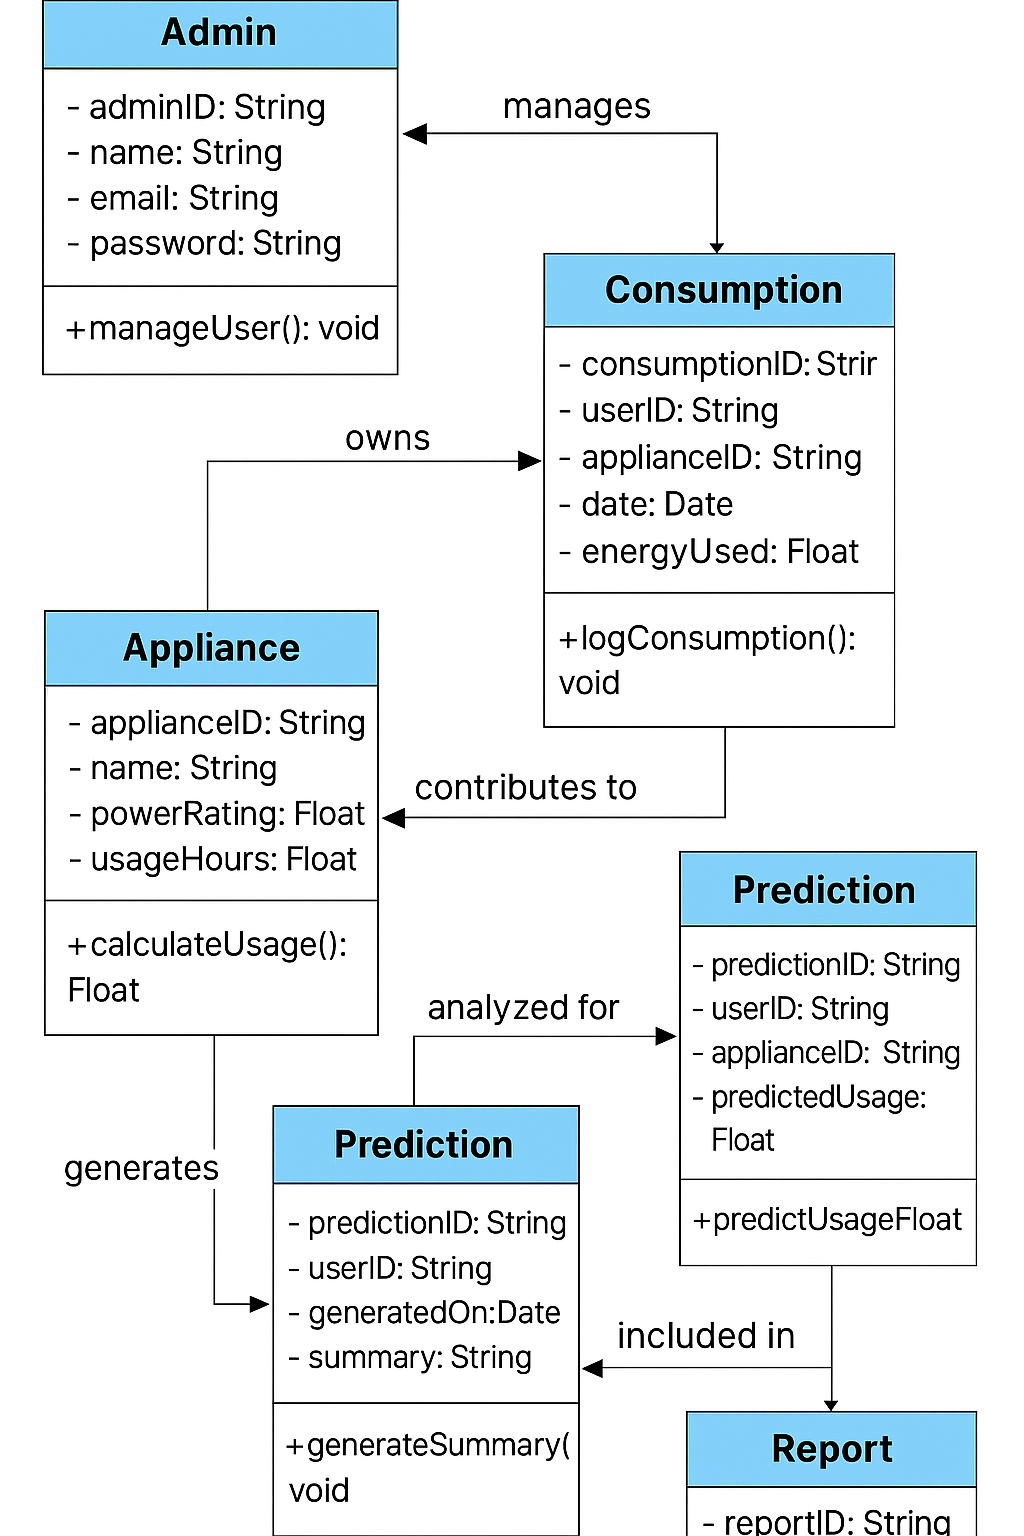 Admin
- adminID: String
- name: String
- email: String
- password: String
+manageUser(): void
manages
Consumption
- consumptionID: Strir
- userID: String
- applianceID: String
- date: Date
- energyUsed: Float
+logConsumption():
void
owns
Appliance
- applianceID: String
- name: String
- powerRating: Float
- usageHours: Float
+calculateUsage():
Float
contributes to
Prediction
- predictionID: String
- userID: String
- applianceID: String
- predictedUsage:
Float
+predictUsageFloat
analyzed for
generates
Prediction
- predictionID: String
- userID: String
- generatedOn:Date
- summary: String
+generateSummary(
void
included in
Report
- reportID: String